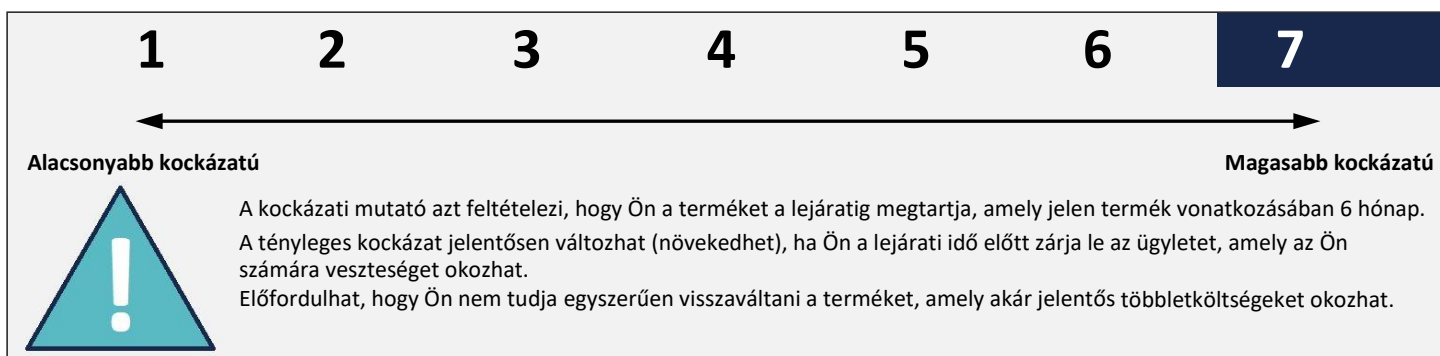 1 2 3 4 5 6 7
Alacsonyabb kockázatú Magasabb kockázatú
A kockázati mutató azt feltételezi, hogy Ön a terméket a lejáratig megtartja, amely jelen termék vonatkozásában 6 hónap.
A tényleges kockázat jelentősen változhat (növekedhet), ha Ön a lejárati idő előtt zárja le az ügyletet, amely az Ön
számára veszteséget okozhat.
Előfordulhat, hogy Ön nem tudja egyszerűen visszaváltani a terméket, amely akár jelentős többletköltségeket okozhat.
!